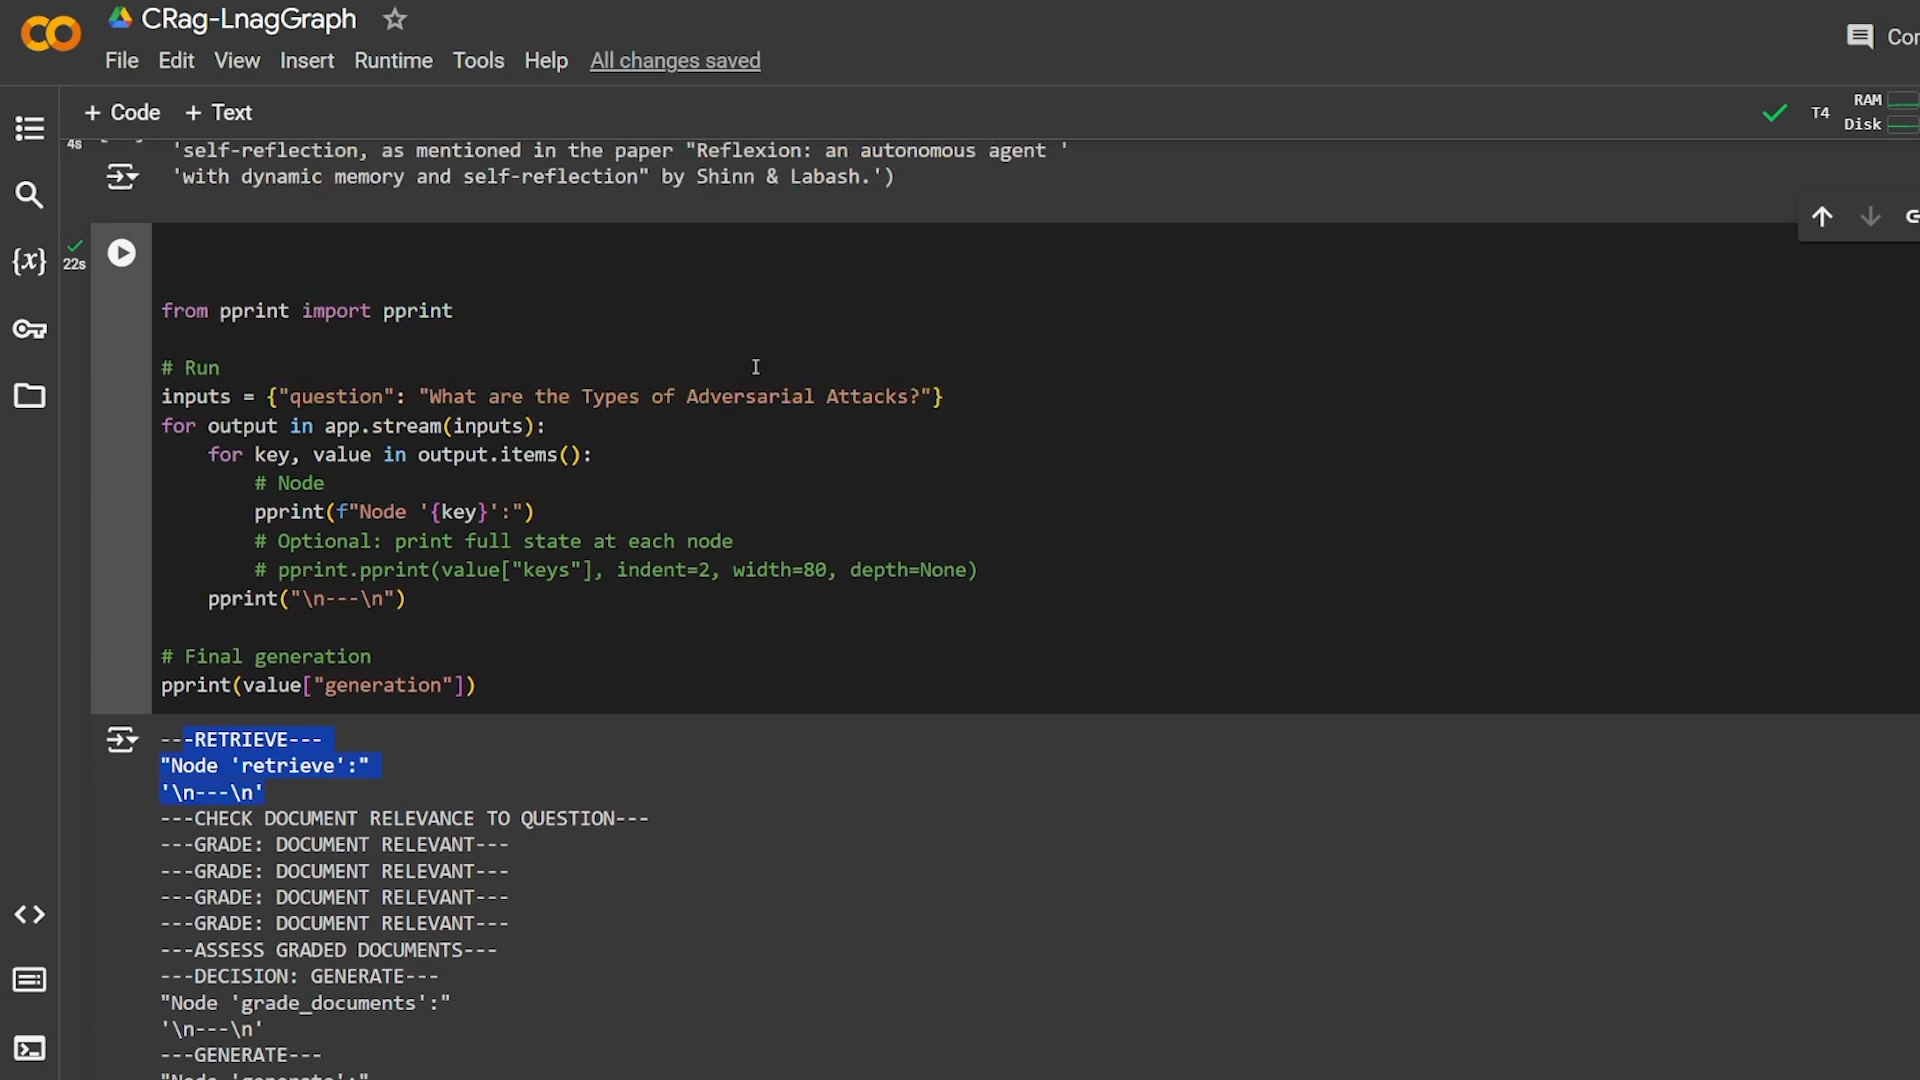 CRag-LnagGraph
File Edit View Insert Runtime Tools Help All changes saved
+ Code + Text
T4
RAM
Disk
4s
'self-reflection, as mentioned in the paper "Reflexion: an autonomous agent '
'with dynamic memory and self-reflection" by Shinn & Labash.')
{x}
22s
from pprint import pprint
# Run
inputs = {"question": "What are the Types of Adversarial Attacks?"}
for output in app.stream(inputs):
    for key, value in output.items():
        # Node
        pprint(f"Node '{key}':")
        # Optional: print full state at each node
        # pprint.pprint(value["keys"], indent=2, width=80, depth=None)
    pprint("\n---\n")
# Final generation
pprint(value["generation"])
---RETRIEVE---
"Node 'retrieve':"
'\n---\n'
---CHECK DOCUMENT RELEVANCE TO QUESTION---
---GRADE: DOCUMENT RELEVANT---
---GRADE: DOCUMENT RELEVANT---
---GRADE: DOCUMENT RELEVANT---
---GRADE: DOCUMENT RELEVANT---
---ASSESS GRADED DOCUMENTS---
---DECISION: GENERATE---
"Node 'grade_documents':"
'\n---\n'
---GENERATE---
"Node 'generate':"